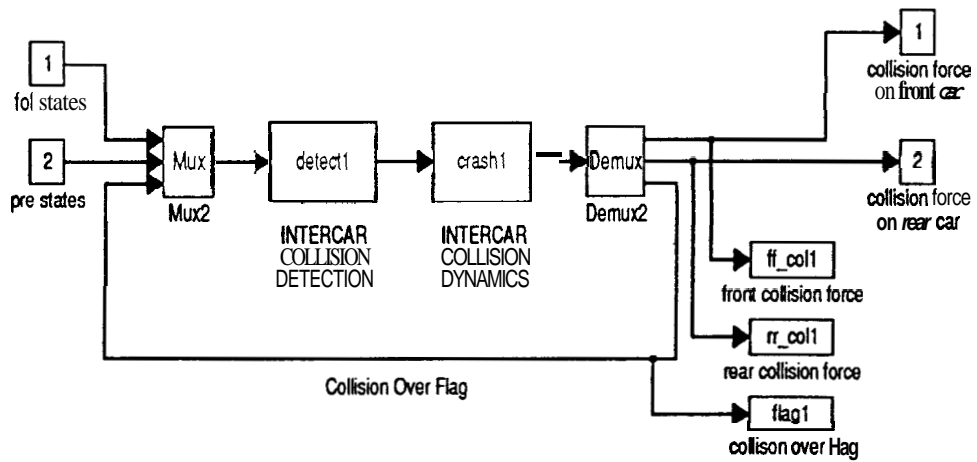 1
fol states
2
pre states
Mux
Mux2
detect1
INTERCAR
COLLISION
DETECTION
crash1
INTERCAR
COLLISION
DYNAMICS
Demux
Demux2
1
collision force
on front car
2
collision force
on rear car
ff_col1
front collision force
rr_col1
rear collision force
flag1
collison over Hag
Collision Over Flag